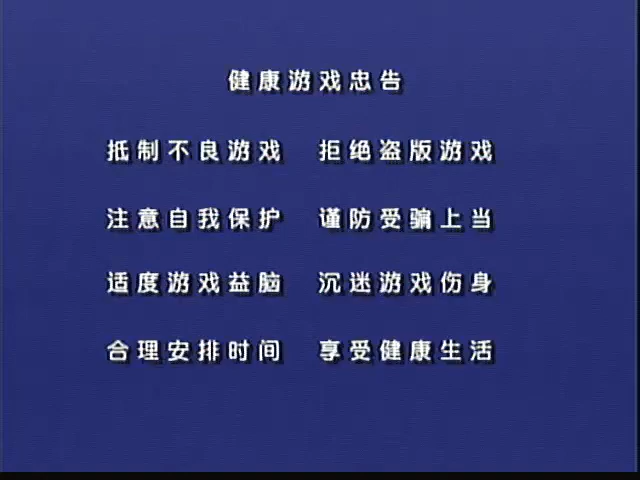 健康游戏忠告
抵制不良游戏 拒绝盗版游戏
注意自我保护 谨防受骗上当
适度游戏益脑 沉迷游戏伤身
合理安排时间 享受健康生活